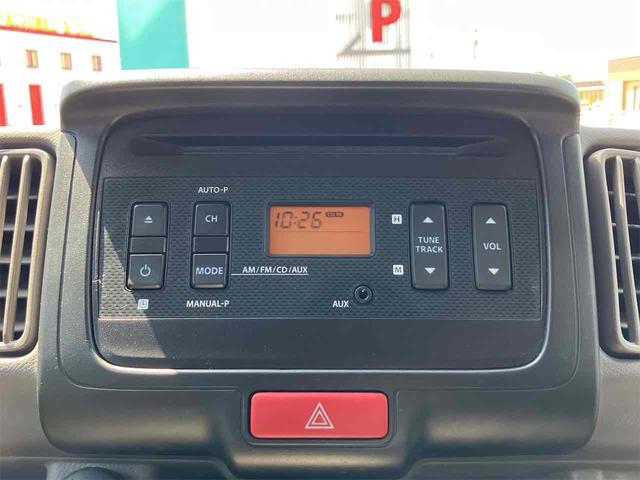 P
AUTO-P
CH
10:26
H
TUNE
TRACK
VOL
MODE
AM/FM/CD/AUX
M
MANUAL-P
AUX